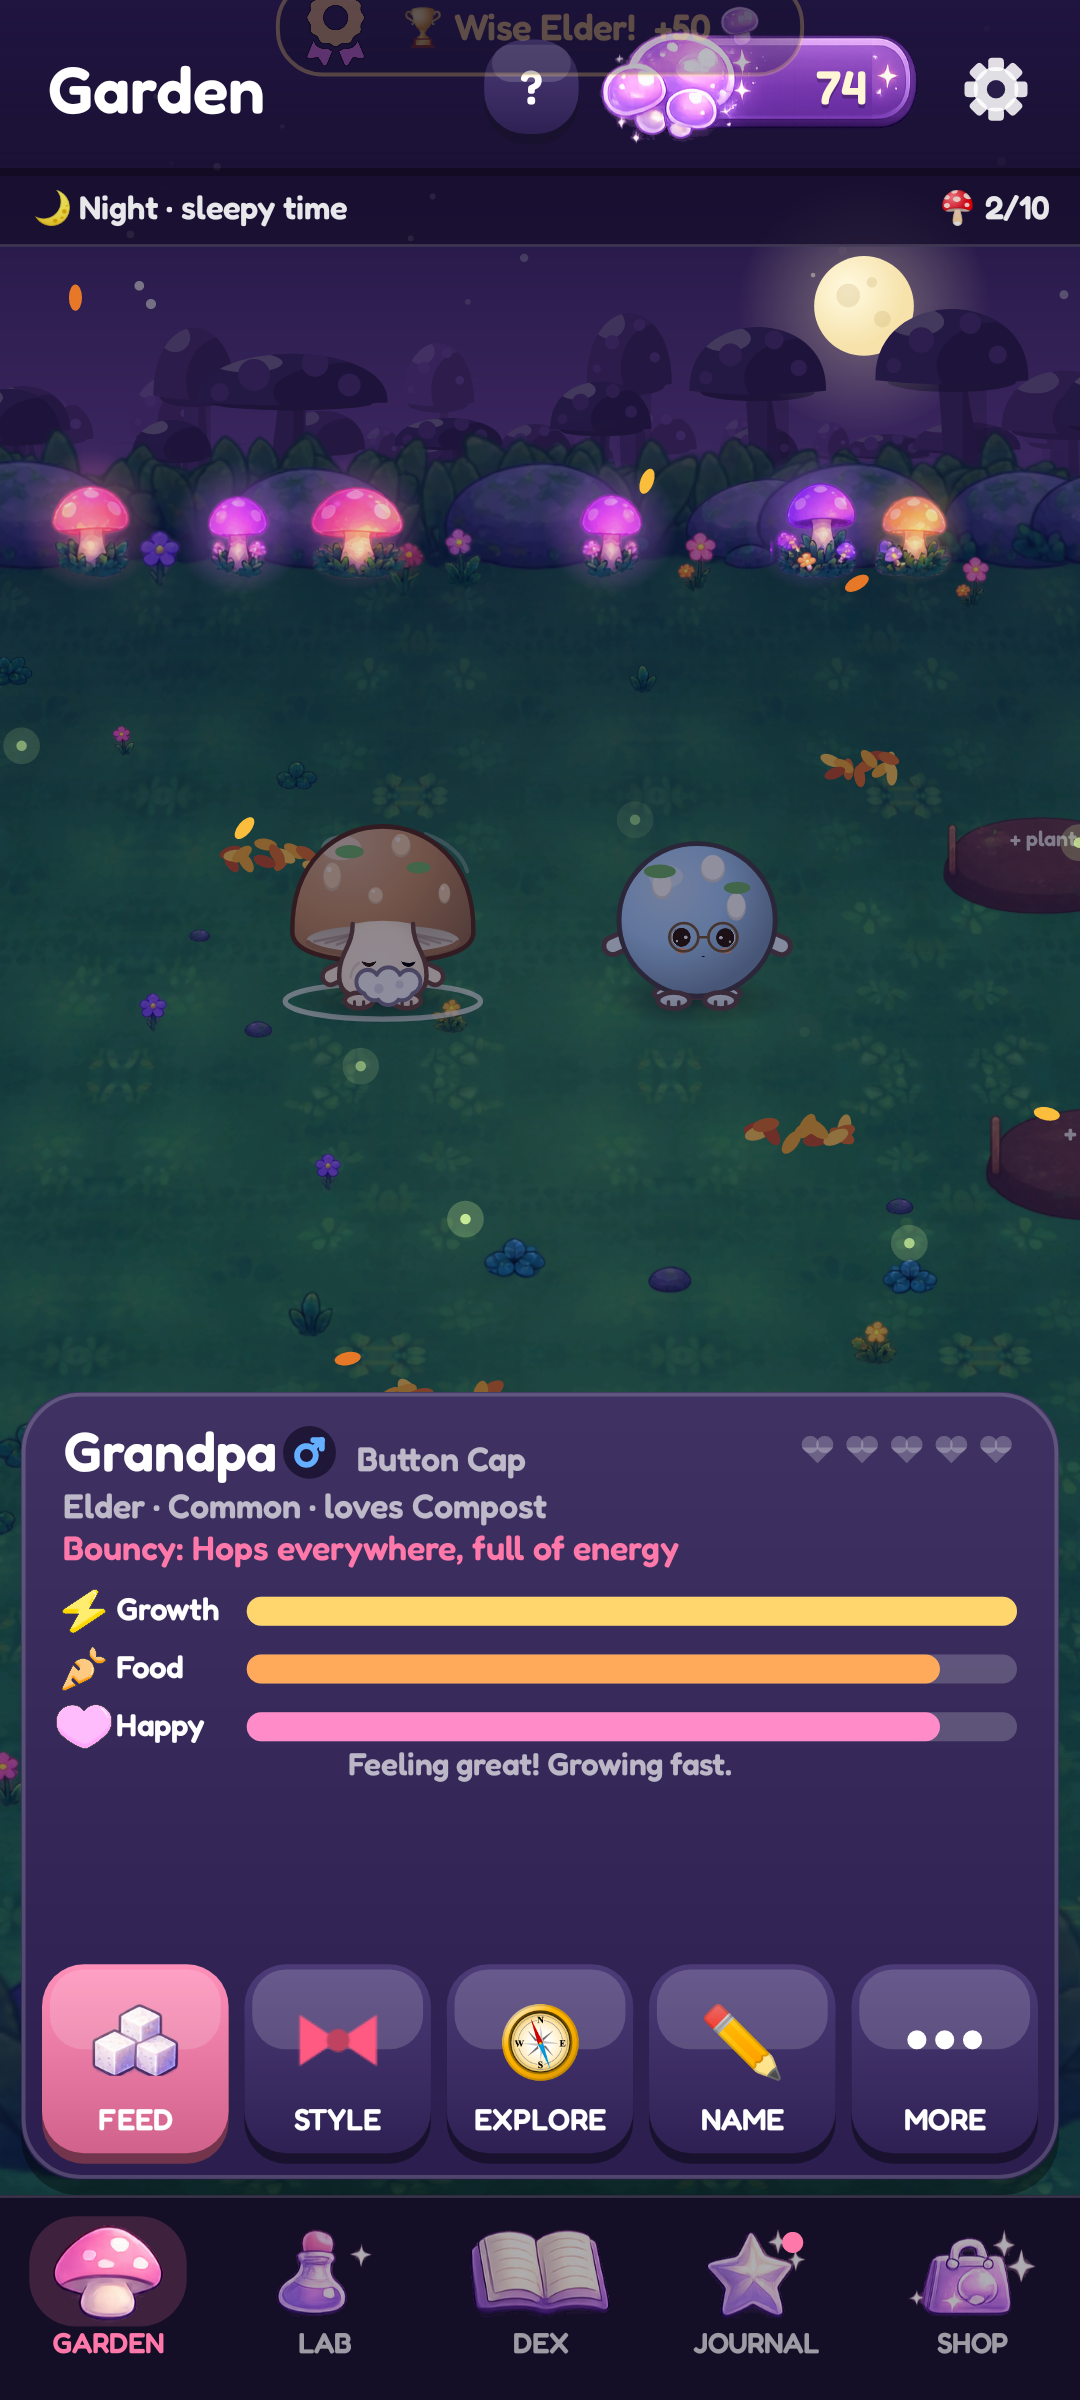 Wise Elder! +50
Garden
?
74
Night · sleepy time
2/10
+ plant
+
Grandpa
Button Cap
Elder · Common · loves Compost
Bouncy: Hops everywhere, full of energy
Growth
Food
Happy
Feeling great! Growing fast.
N
W E
S
FEED
STYLE
EXPLORE
NAME
MORE
GARDEN
LAB
DEX
JOURNAL
SHOP